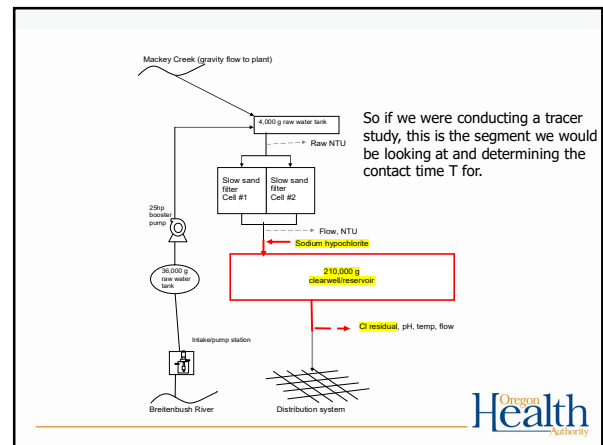 Mackey Creek (gravity flow to plant)
4,000 g raw water tank
So if we were conducting a tracer
study, this is the segment we would
be looking at and determining the
contact time T for.
Raw NTU
Slow sand
filter
Cell #1
Slow sand
filter
Cell #2
25hp
booster
pump
Flow, NTU
Sodium hypochlorite
36,000 g
raw water
tank
210,000 g
clearwell/reservoir
Cl residual, pH, temp, flow
Intake/pump station
Breitenbush River
Distribution system
Oregon
Health
Authority